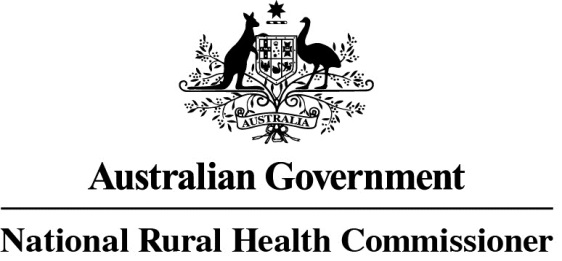 AUSTRALIA
Australian Government
National Rural Health Commissioner